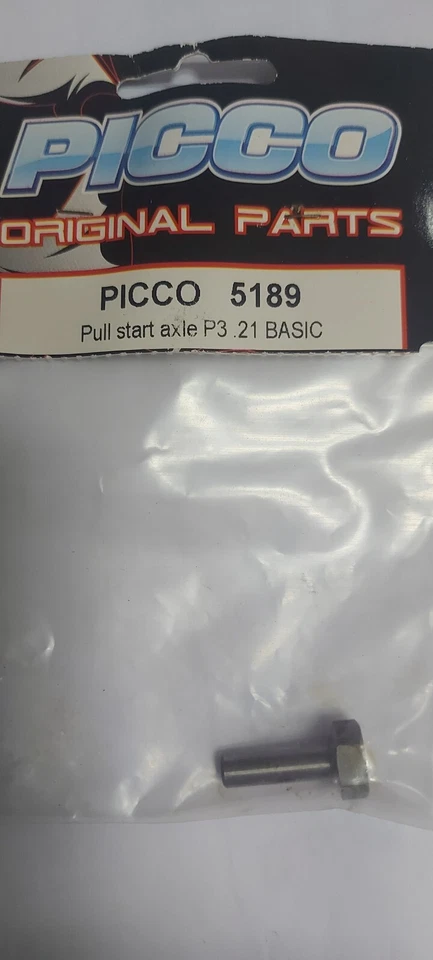 PICCO
ORIGINAL PARTS
PICCO 5189
Pull start axle P3 .21 BASIC